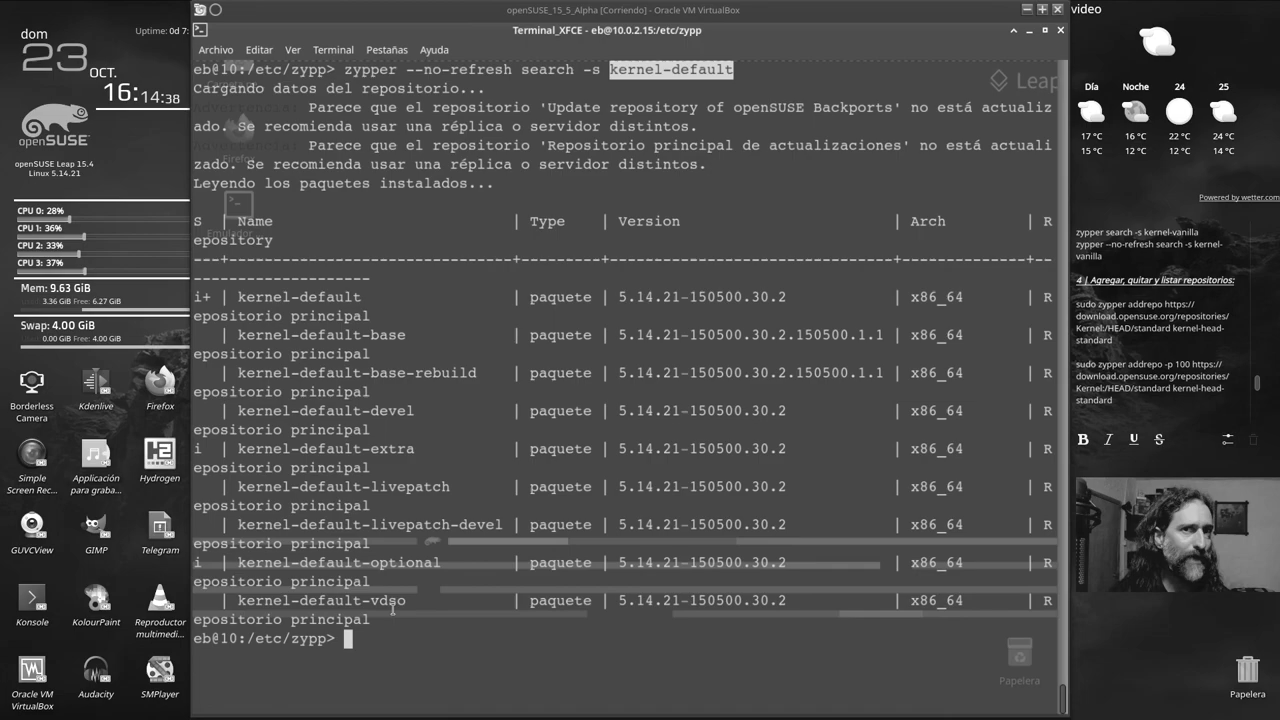 dom
23
OCT.
16:14:38
Uptime: 0d 7:
openSUSE
openSUSE Leap 15.4
Linux 5.14.21
CPU 0: 28%
CPU 1: 36%
CPU 2: 33%
CPU 3: 37%
Mem: 9.63 GiB
3.36 GiB Free: 6.27 GiB
Swap: 4.00 GiB
0.00 GiB Free: 4.00 GiB
Borderless Camera
Kdenlive
Firefox
Simple Screen Rec...
Applicación para graba...
Hydrogen
GUVCView
GIMP
Telegram
Konsole
KolourPaint
Reproductor multimedi...
Oracle VM VirtualBox
Audacity
SMPlayer
openSUSE_15_5_Alpha [Corriendo] - Oracle VM VirtualBox
Terminal_XFCE - eb@10.0.2.15:/etc/zypp
Archivo Editar Ver Terminal Pestañas Ayuda
eb@10:/etc/zypp> zypper --no-refresh search -s kernel-default
Cargando datos del repositorio...
Advertencia: Parece que el repositorio 'Update repository of openSUSE Backports' no está actualiz
ado. Se recomienda usar una réplica o servidor distintos.
Advertencia: Parece que el repositorio 'Repositorio principal de actualizaciones' no está actuali
zado. Se recomienda usar una réplica o servidor distintos.
Leyendo los paquetes instalados...
S | Name | Type | Version | Arch | R
epository
---+--------------------------------+---------+--------------------------------+-------------+---
--------------------
i+ | kernel-default | paquete | 5.14.21-150500.30.2 | x86_64 | R
epositorio principal
| kernel-default-base | paquete | 5.14.21-150500.30.2.150500.1.1 | x86_64 | R
epositorio principal
| kernel-default-base-rebuild | paquete | 5.14.21-150500.30.2.150500.1.1 | x86_64 | R
epositorio principal
| kernel-default-devel | paquete | 5.14.21-150500.30.2 | x86_64 | R
epositorio principal
i | kernel-default-extra | paquete | 5.14.21-150500.30.2 | x86_64 | R
epositorio principal
| kernel-default-livepatch | paquete | 5.14.21-150500.30.2 | x86_64 | R
epositorio principal
| kernel-default-livepatch-devel | paquete | 5.14.21-150500.30.2 | x86_64 | R
epositorio principal
i | kernel-default-optional | paquete | 5.14.21-150500.30.2 | x86_64 | R
epositorio principal
| kernel-default-vdso | paquete | 5.14.21-150500.30.2 | x86_64 | R
epositorio principal
eb@10:/etc/zypp>
Leap
Firefox
Emulador
Papelera
video
Día Noche 24 25
17 °C 16 °C 22 °C 24 °C
15 °C 12 °C 12 °C 14 °C
Powered by wetter.com
zypper search -s kernel-vanilla
zypper --no-refresh search -s kernel-
vanilla
4 | Agregar, quitar y listar repositorios:
sudo zypper addrepo https://
download.opensuse.org/repositories/
Kernel:/HEAD/standard kernel-head-
standard
sudo zypper addrepo -p 100 https://
download.opensuse.org/repositories/
Kernel:/HEAD/standard kernel-head-
standard
B I U S
Papelera